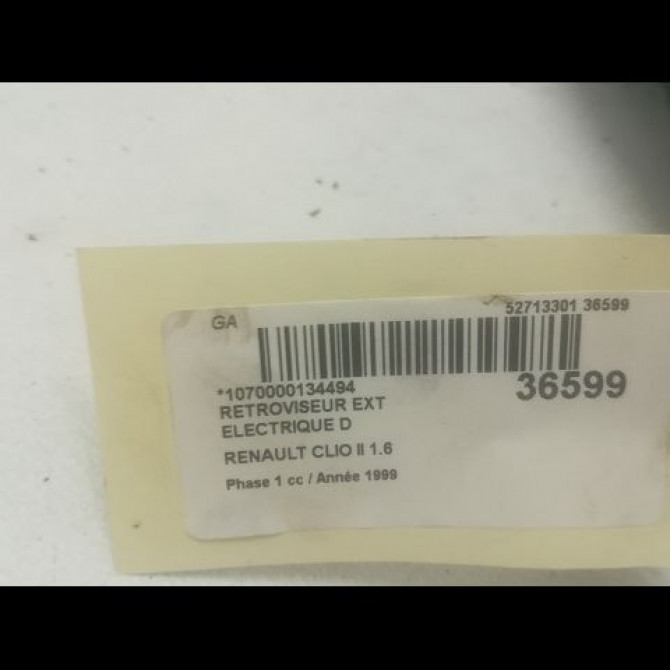 GA
52713301 36599
*1070000134494
36599
RETROVISEUR EXT
ELECTRIQUE D
RENAULT CLIO II 1.6
Phase 1 cc / Année 1999